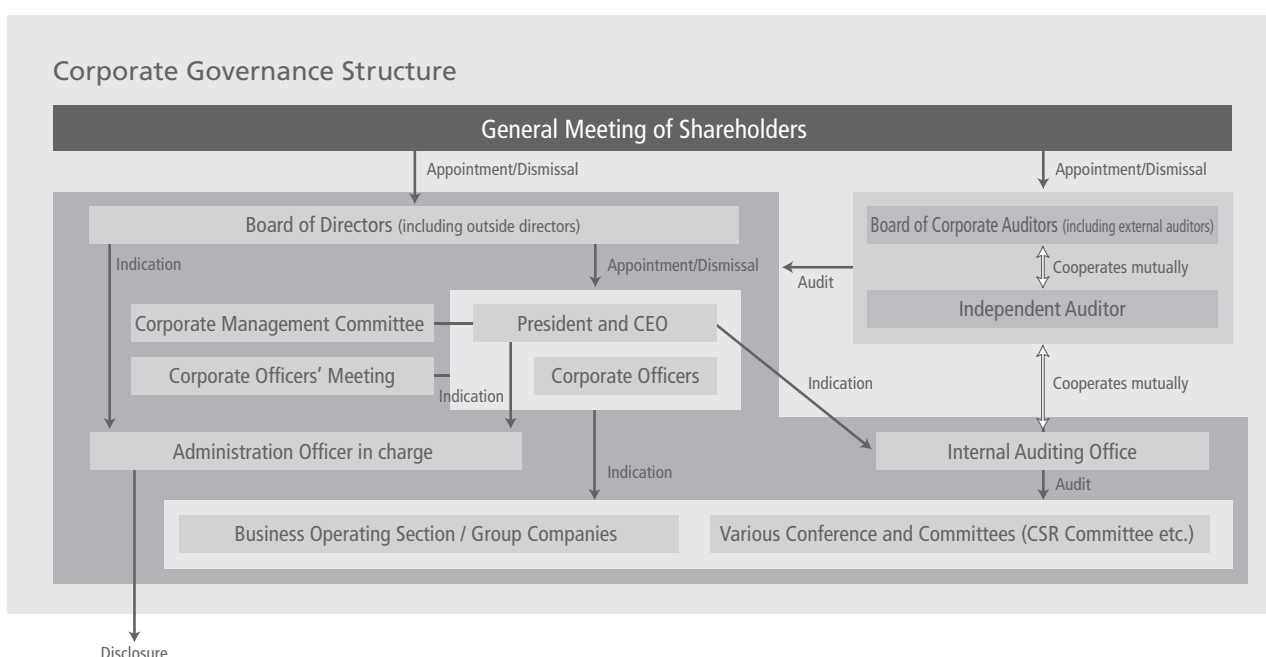 Corporate Governance Structure
General Meeting of Shareholders
Appointment/Dismissal
Appointment/Dismissal
Board of Directors (including outside directors)
Board of Corporate Auditors (including external auditors)
Indication
Appointment/Dismissal
Audit
Cooperates mutually
Independent Auditor
Corporate Management Committee
President and CEO
Corporate Officers' Meeting
Corporate Officers
Indication
Indication
Cooperates mutually
Administration Officer in charge
Internal Auditing Office
Indication
Audit
Business Operating Section / Group Companies
Various Conference and Committees (CSR Committee etc.)
Disclosure